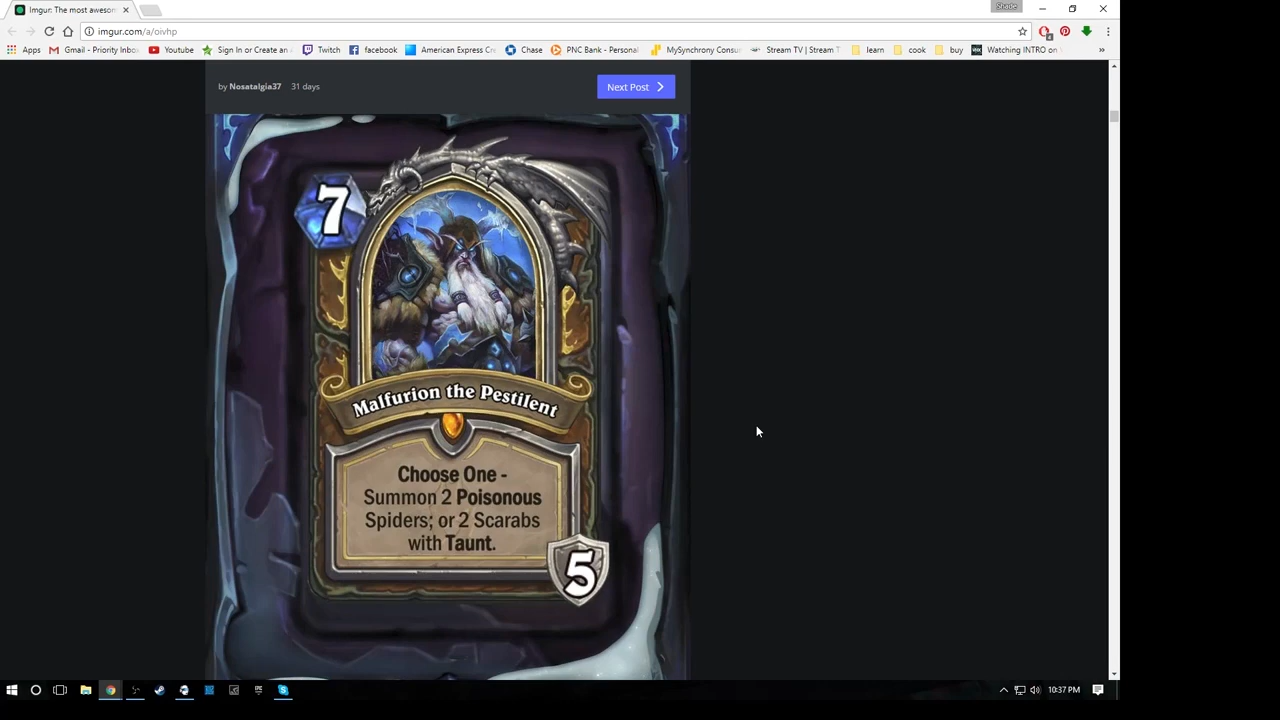 Imgur: The most awesom
Shade
imgur.com/a/oivhp
Apps
Gmail - Priority Inbo
Youtube
Sign In or Create an
Twitch
facebook
American Express Cr
Chase
PNC Bank - Personal
MySynchrony Consu
Stream TV | Stream T
learn
cook
buy
Watching INTRO on
»
by Nosatalgia37 31 days
Next Post
7
Malfurion the Pestilent
Choose One -
Summon 2 Poisonous
Spiders; or 2 Scarabs
with Taunt.
5
10:37 PM